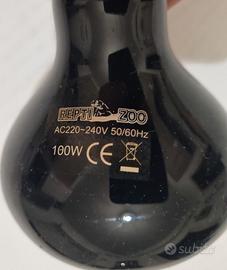 REPTI ZOO
AC220~240V 50/60Hz
100W CE
subito